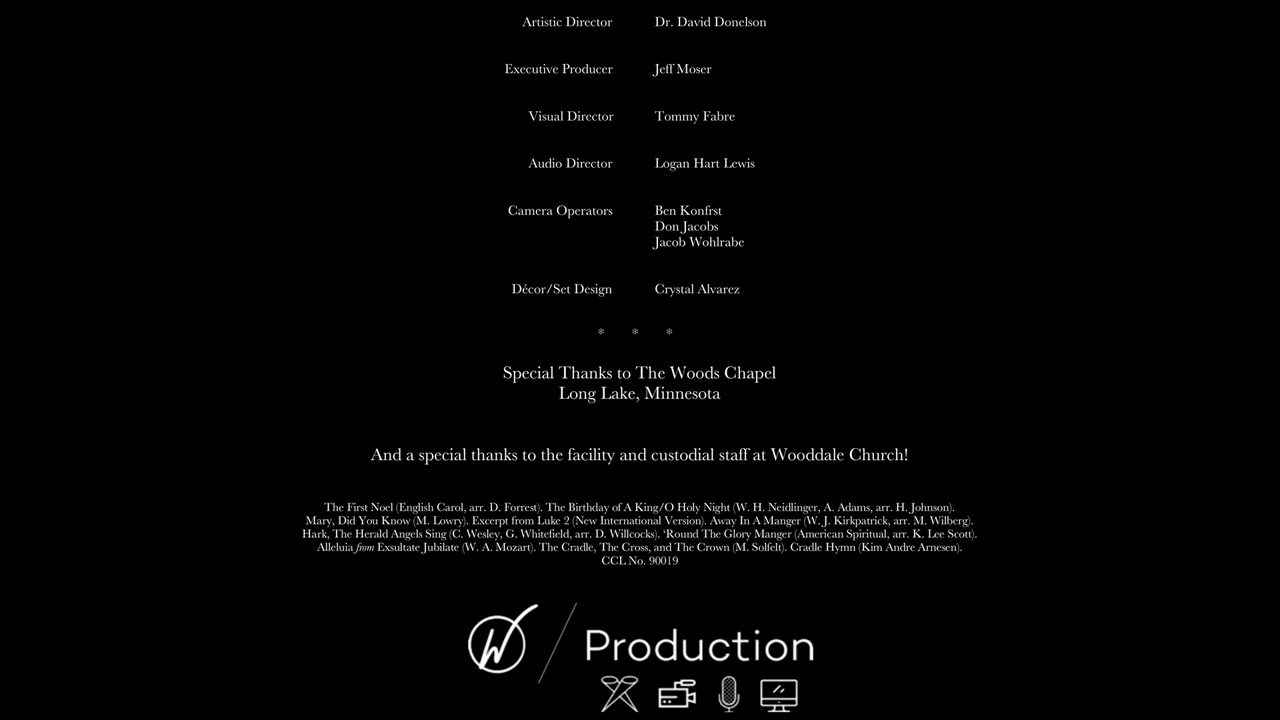 Artistic Director Dr. David Donelson
Executive Producer Jeff Moser
Visual Director Tommy Fabre
Audio Director Logan Hart Lewis
Camera Operators Ben Konfrst
Don Jacobs
Jacob Wohlrabe
Décor/Set Design Crystal Alvarez
* * *
Special Thanks to The Woods Chapel
Long Lake, Minnesota
And a special thanks to the facility and custodial staff at Wooddale Church!
The First Noel (English Carol, arr. D. Forrest). The Birthday of A King/O Holy Night (W. H. Neidlinger, A. Adams, arr. H. Johnson).
Mary, Did You Know (M. Lowry). Excerpt from Luke 2 (New International Version). Away In A Manger (W. J. Kirkpatrick, arr. M. Wilberg).
Hark, The Herald Angels Sing (C. Wesley, G. Whitefield, arr. D. Willcocks). ‘Round The Glory Manger (American Spiritual, arr. K. Lee Scott).
Alleluia from Exsultate Jubilate (W. A. Mozart). The Cradle, The Cross, and The Crown (M. Solfelt). Cradle Hymn (Kim Andre Arnesen).
CCL No. 90019
W Production